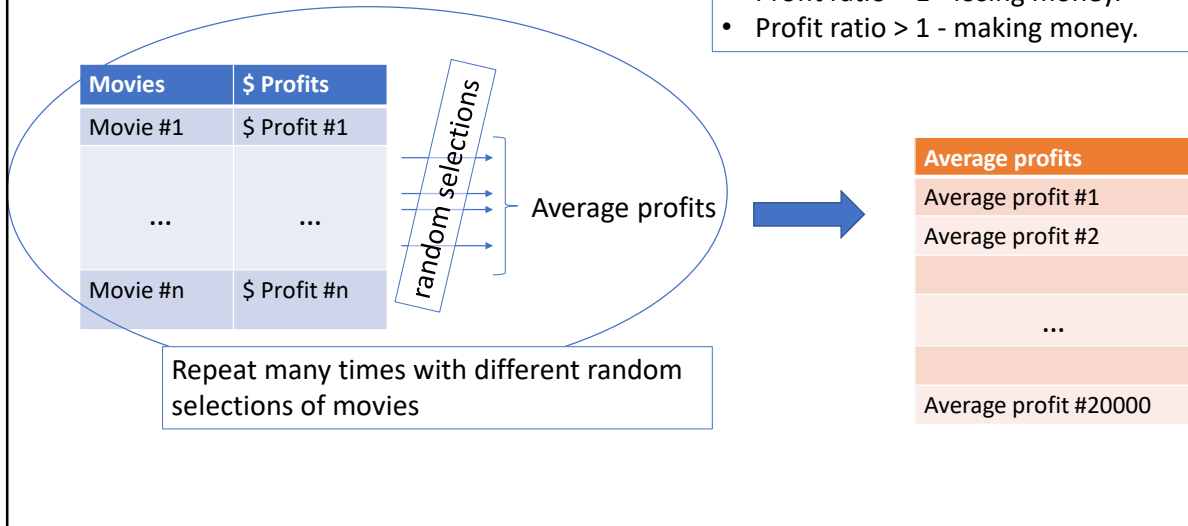 money.
• Profit ratio > 1 - making money.
Movies $ Profits
Movie #1 $ Profit #1
... ...
Movie #n $ Profit #n
random selections
Average profits
Repeat many times with different random
selections of movies
Average profits
Average profit #1
Average profit #2
...
Average profit #20000